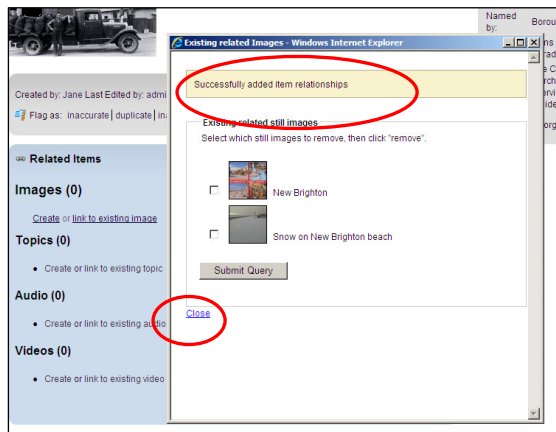 Named
by:
Borou
Existing related Images - Windows Internet Explorer
Successfully added item relationships
Created by: Jane Last Edited by: admi
Flag as: inaccurate| duplicate| in
Existing related still images
Select which still images to remove, then click "remove".
Related Items
Images (0)
New Brighton
Create or link to existing image
Snow on New Brighton beach
Topics (0)
Create or link to existing topic
Submit Query
Audio (0)
Create or link to existing audio
Close
Videos (0)
Create or link to existing video